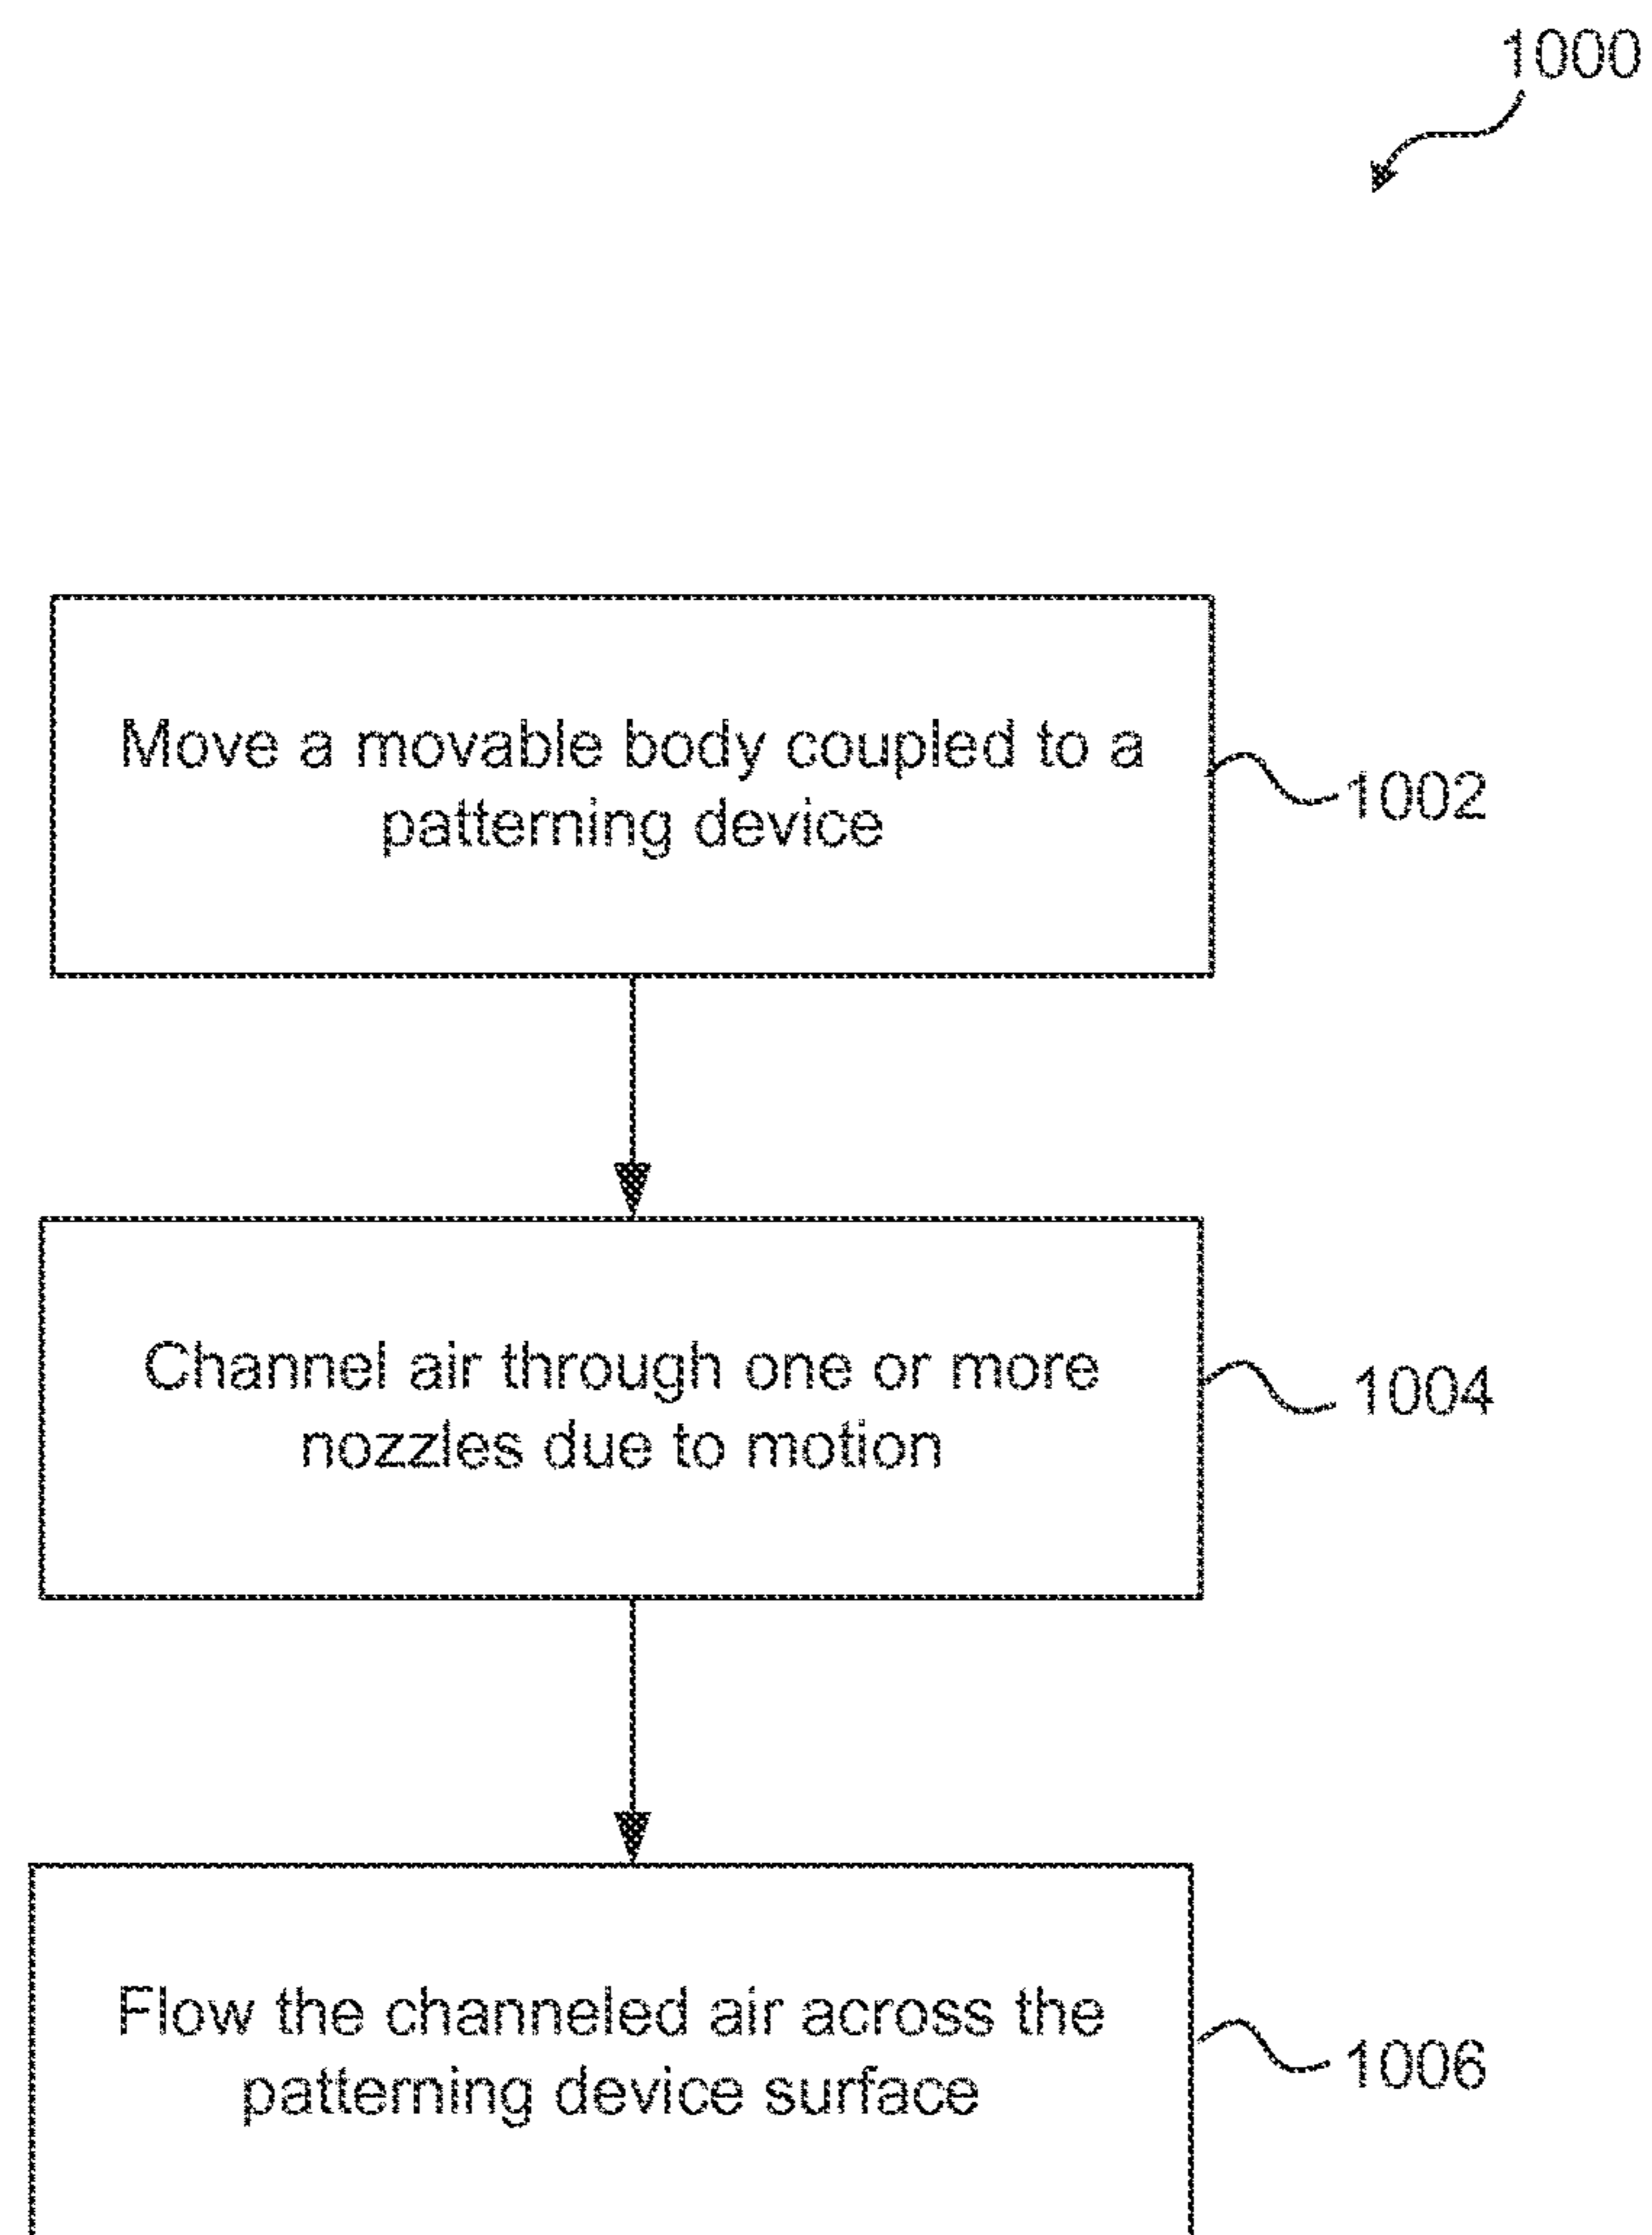 1000
Move a movable body coupled to a
patterning device
1002
Channel air through one or more
nozzles due to motion
1004
Flow the channeled air across the
patterning device surface
1006